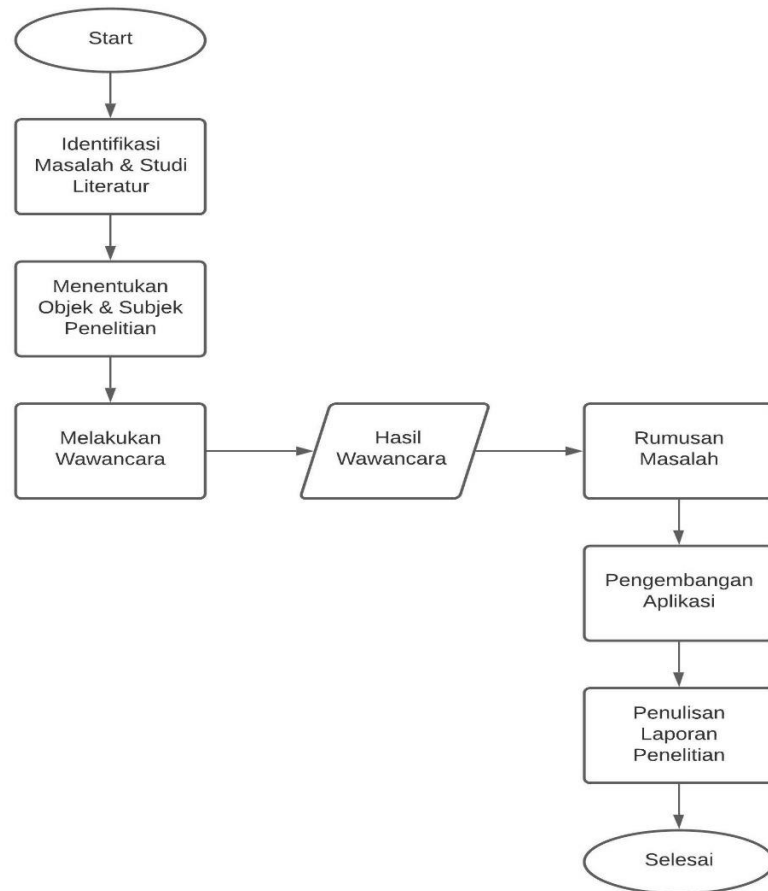 Start
Identifikasi
Masalah & Studi
Literatur
Menentukan
Objek & Subjek
Penelitian
Melakukan
Wawancara
Hasil
Wawancara
Rumusan
Masalah
Pengembangan
Aplikasi
Penulisan
Laporan
Penelitian
Selesai